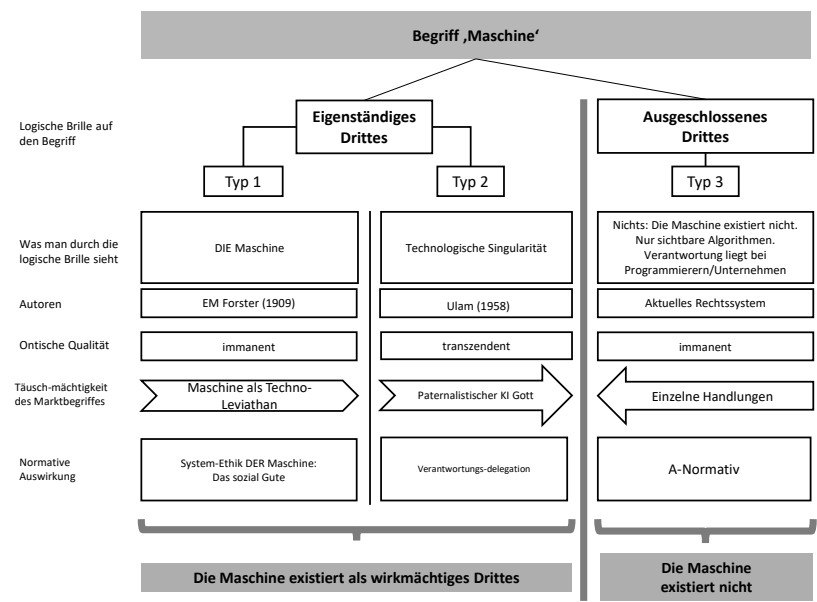 Begriff ‚Maschine‘
Logische Brille auf
den Begriff
Eigenständiges
Drittes
Ausgeschlossenes
Drittes
Typ 1
Typ 2
Typ 3
Was man durch die
logische Brille sieht
DIE Maschine
Technologische Singularität
Nichts: Die Maschine existiert nicht.
Nur sichtbare Algorithmen.
Verantwortung liegt bei
Programmierern/Unternehmen
Autoren
EM Forster (1909)
Ulam (1958)
Aktuelles Rechtssystem
Ontische Qualität
immanent
transzendent
immanent
Täusch-mächtigkeit
des Marktbegriffes
Maschine als Techno-
Leviathan
Paternalistischer KI Gott
Einzelne Handlungen
Normative
Auswirkung
System-Ethik DER Maschine:
Das sozial Gute
Verantwortungs-delegation
A-Normativ
Die Maschine existiert als wirkmächtiges Drittes
Die Maschine
existiert nicht